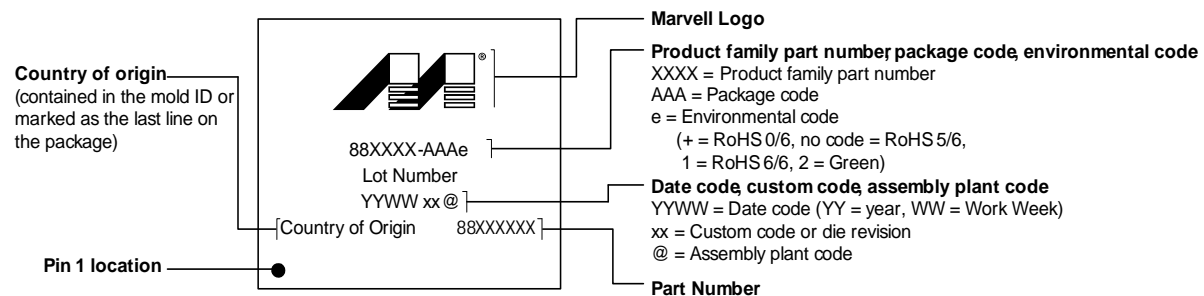 Country of origin
(contained in the mold ID or
marked as the last line on
the package)
Pin 1 location
®
88XXXX-AAAe
Lot Number
YYWW xx @
Country of Origin 88XXXXXX
Marvell Logo
Product family part number, package code, environmental code
XXXX = Product family part number
AAA = Package code
e = Environmental code
(+ = RoHS 0/6, no code = RoHS 5/6,
1 = RoHS 6/6, 2 = Green)
Date code, custom code, assembly plant code
YYWW = Date code (YY = year, WW = Work Week)
xx = Custom code or die revision
@ = Assembly plant code
Part Number